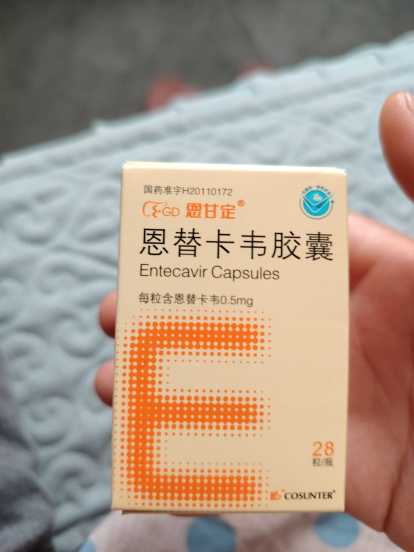 国药准字H20110172
GD 恩甘定®
恩替卡韦胶囊
Entecavir Capsules
每粒含恩替卡韦0.5mg
28
粒/瓶
COSUNTER®